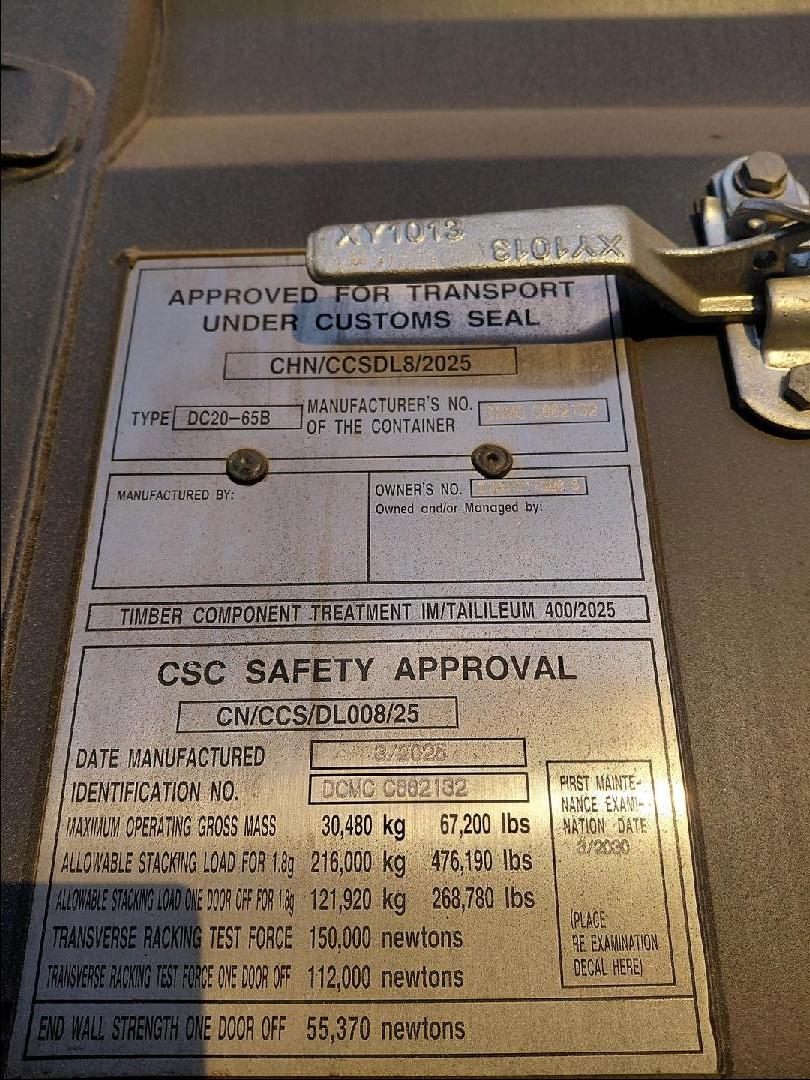 XY1013 XY1013
APPROVED FOR TRANSPORT
UNDER CUSTOMS SEAL
CHN/CCSDL8/2025
TYPE DC20-65B MANUFACTURER'S NO. DCMC C662132
OF THE CONTAINER
MANUFACTURED BY:
OWNER'S NO.
Owned and/or Managed by:
TIMBER COMPONENT TREATMENT IM/TAILILEUM 400/2025
CSC SAFETY APPROVAL
CN/CCS/DL008/25
DATE MANUFACTURED 3/2025
IDENTIFICATION NO. DCMC C662132
MAXIMUM OPERATING GROSS MASS 30,480 kg 67,200 lbs
ALLOWABLE STACKING LOAD FOR 1.8g 216,000 kg 476,190 lbs
ALLOWABLE STACKING LOAD ONE DOOR OFF FOR 1.8g 121,920 kg 268,780 lbs
TRANSVERSE RACKING TEST FORCE 150,000 newtons
TRANSVERSE RACKING TEST FORCE ONE DOOR OFF 112,000 newtons
END WALL STRENGTH ONE DOOR OFF 55,370 newtons
FIRST MAINTE-
NANCE EXAMI-
NATION DATE
3/2030
(PLACE
RE EXAMINATION
DECAL HERE)